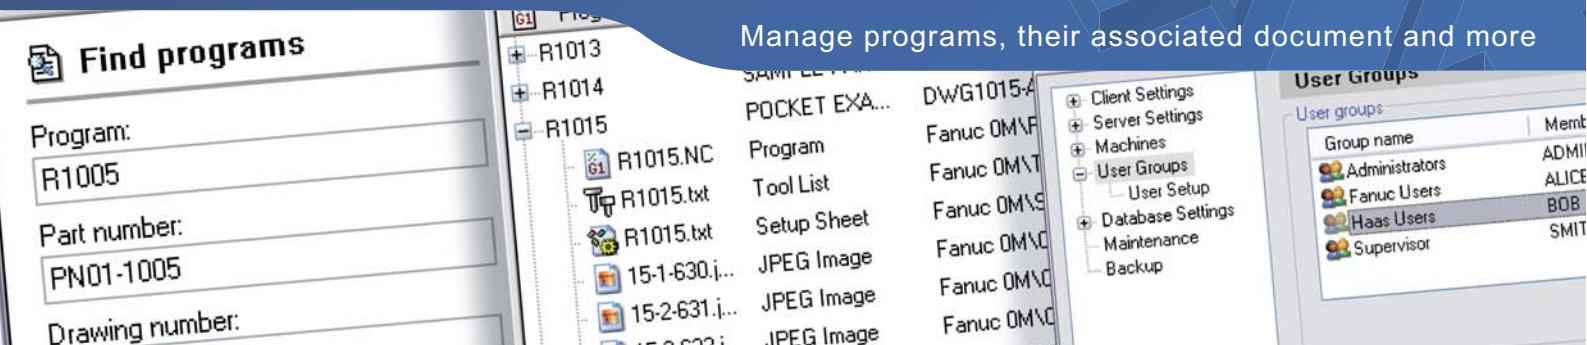 Manage programs, their associated document and more
Find programs
Program:
R1005
Part number:
PN01-1005
Drawing number:
R1013
R1014
POCKET EXA... DWG1015-A
R1015
R1015.NC Program Fanuc 0M\F
R1015.txt Tool List Fanuc 0M\T
R1015.txt Setup Sheet Fanuc 0M\S
15-1-630.j... JPEG Image Fanuc 0M\
15-2-631.j... JPEG Image Fanuc 0M\
JPEG Image Fanuc 0M\
Client Settings
Server Settings
Machines
User Groups
User Setup
Database Settings
Maintenance
Backup
User Groups
User groups
Group name Memb
Administrators ADMI
Fanuc Users ALICE
Haas Users BOB
Supervisor SMIT